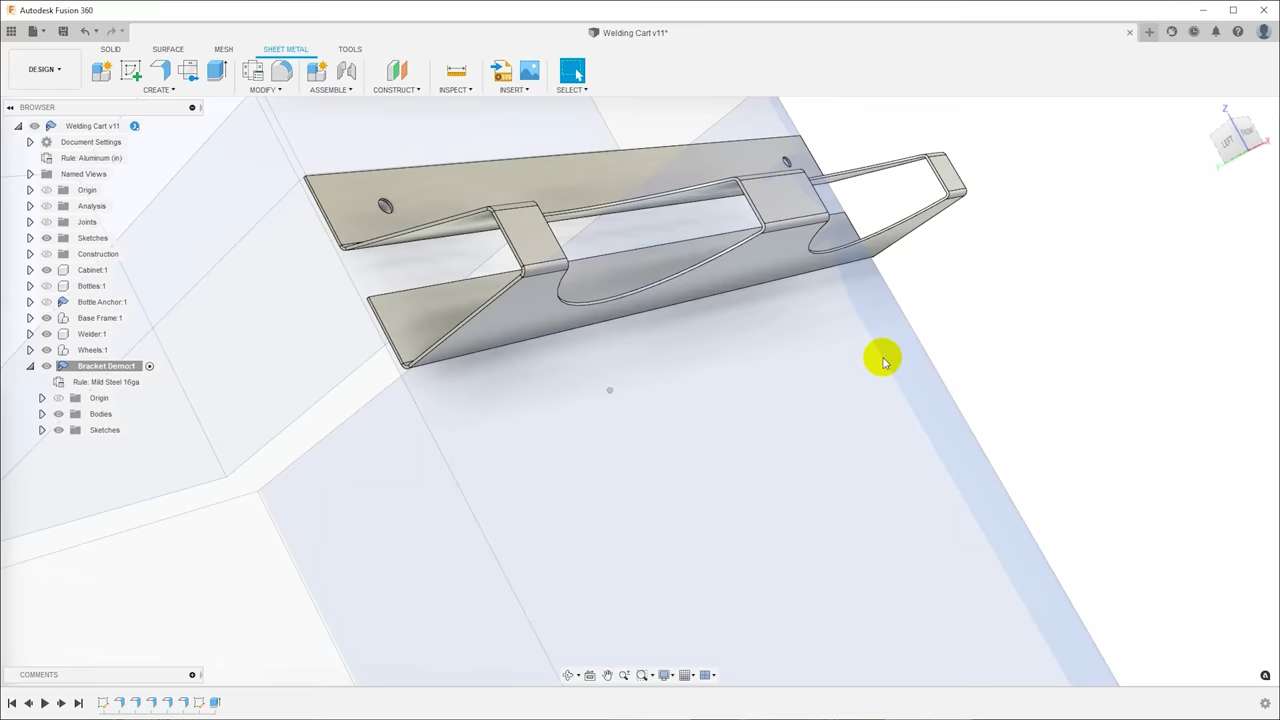 Autodesk Fusion 360
Welding Cart v11*
DESIGN
SOLID SURFACE MESH SHEET METAL TOOLS
CREATE MODIFY ASSEMBLE CONSTRUCT INSPECT INSERT SELECT
BROWSER
Welding Cart v11
Document Settings
Rule: Aluminum (in)
Named Views
Origin
Analysis
Joints
Sketches
Construction
Cabinet:1
Bottles:1
Bottle Anchor:1
Base Frame:1
Welder:1
Wheels:1
Bracket Demo:1
Rule: Mild Steel 16ga
Origin
Bodies
Sketches
Z
LEFT
X
Y
COMMENTS